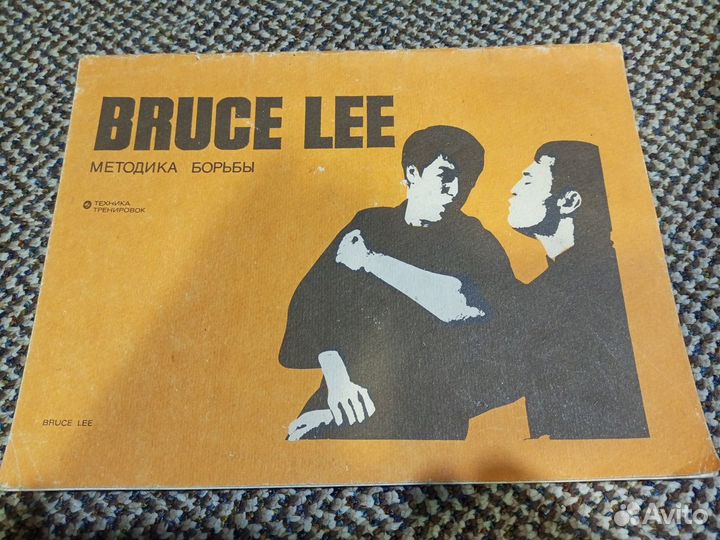 BRUCE LEE
МЕТОДИКА БОРЬБЫ
ТЕХНИКА
ТРЕНИРОВОК
BRUCE LEE
Avito